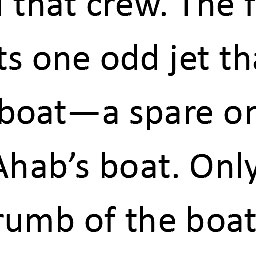 that crew. The f
ts one odd jet tha
boat—a spare or
Ahab's boat. Only
rumb of the boat